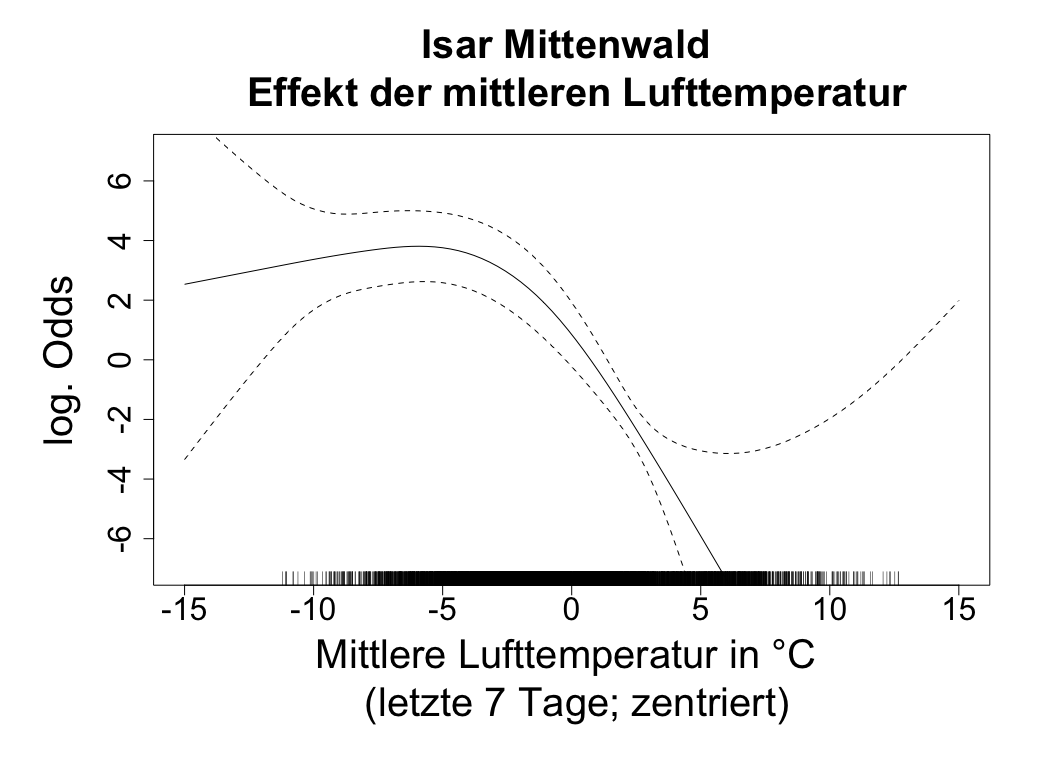 Isar Mittenwald
Effekt der mittleren Lufttemperatur
log. Odds
6
4
2
0
-2
-4
-6
-15 -10 -5 0 5 10 15
Mittlere Lufttemperatur in °C
(letzte 7 Tage; zentriert)